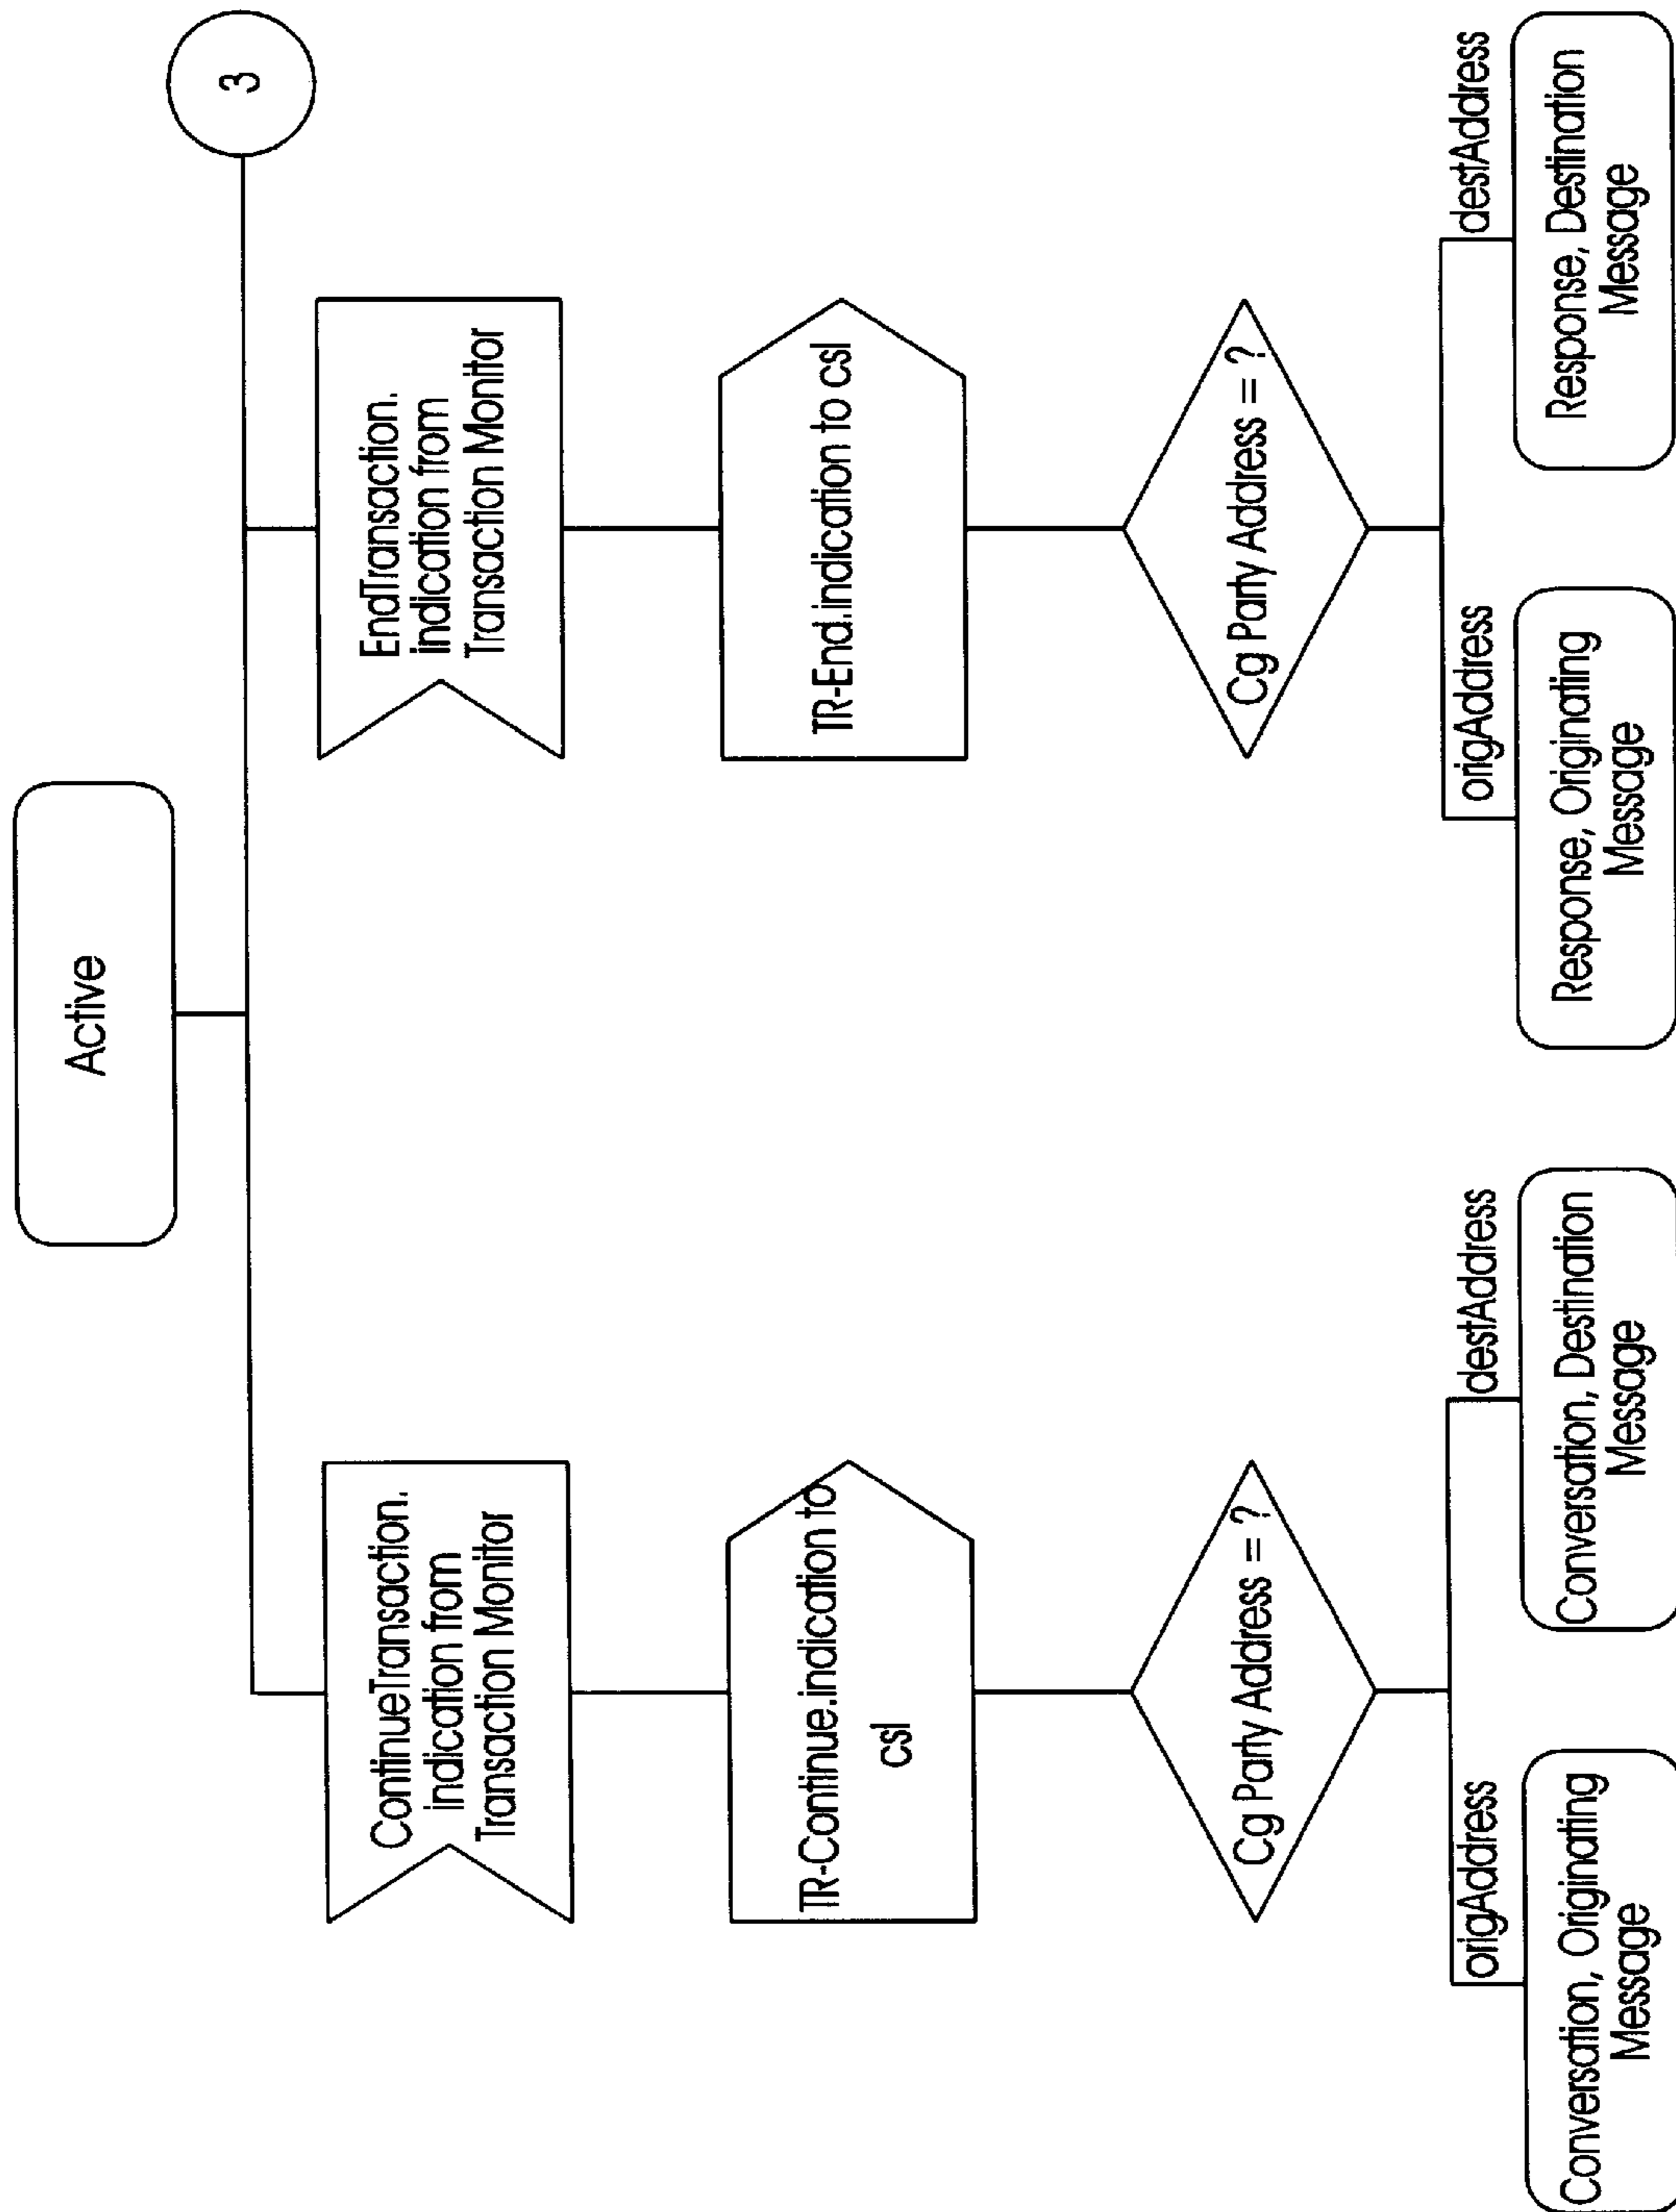 Active
3
ContinueTransaction.
indication from
Transaction Monitor
EndTransaction.
indication from
Transaction Monitor
TR-Continue.indication to
csl
TR-End.indication to csl
Cg Party Address = ?
Cg Party Address = ?
origAddress
destAddress
origAddress
destAddress
Conversation, Originating
Message
Conversation, Destination
Message
Response, Originating
Message
Response, Destination
Message